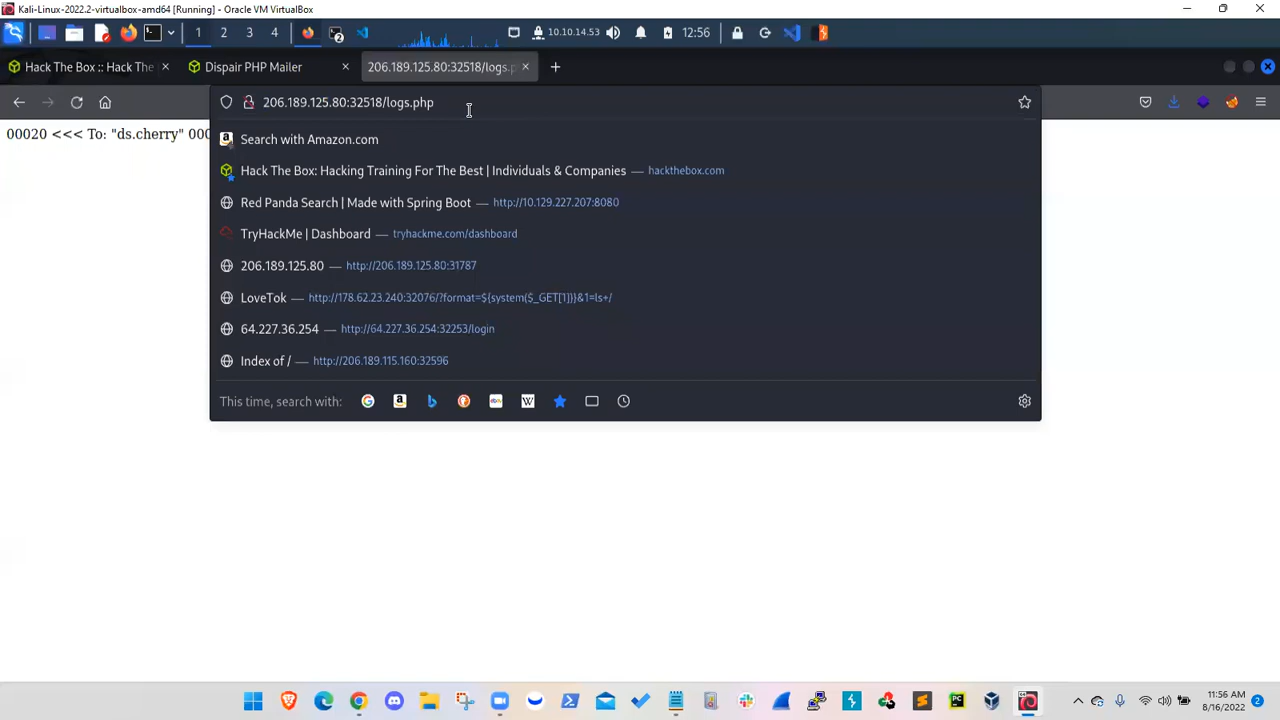 Kali-Linux-2022.2-virtualbox-amd64 [Running] - Oracle VM VirtualBox
1 2 3 4 2 10.10.14.53 12:56
Hack The Box :: Hack The Dispair PHP Mailer 206.189.125.80:32518/logs.p
206.189.125.80:32518/logs.php
00020 <<< To: "ds.cherry" 000
Search with Amazon.com
Hack The Box: Hacking Training For The Best | Individuals & Companies — hackthebox.com
Red Panda Search | Made with Spring Boot — http://10.129.227.207:8080
TryHackMe | Dashboard — tryhackme.com/dashboard
206.189.125.80 — http://206.189.125.80:31787
LoveTok — http://178.62.23.240:32076/?format=${system($_GET[1])}&1=ls+/
64.227.36.254 — http://64.227.36.254:32253/login
Index of / — http://206.189.115.160:32596
This time, search with:
11:56 AM
8/16/2022
2